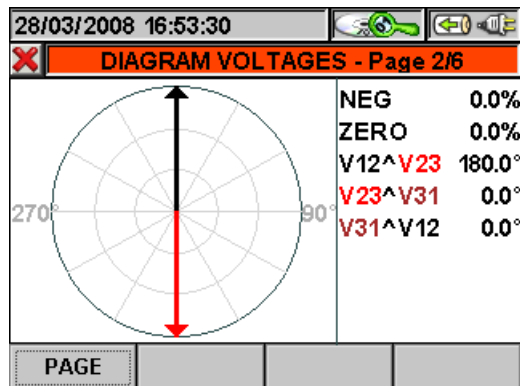 28/03/2008 16:53:30
DIAGRAM VOLTAGES - Page 2/6
NEG 0.0%
ZERO 0.0%
V12^V23 180.0°
V23^V31 0.0°
V31^V12 0.0°
270° 90°
PAGE